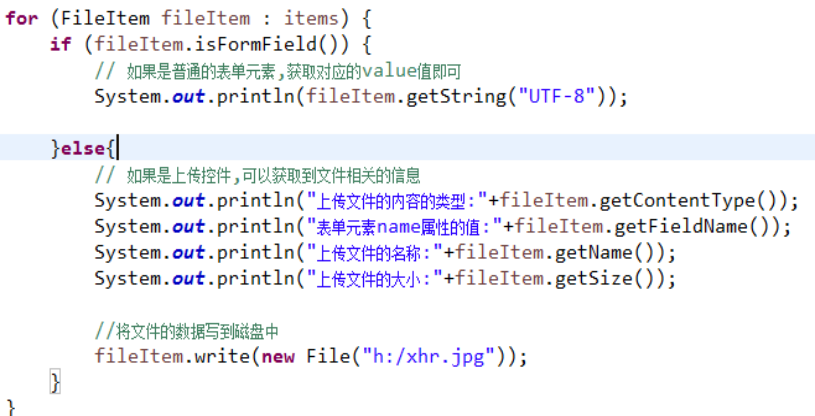 for (FileItem fileItem : items) {
if (fileItem.isFormField()) {
// 如果是普通的表单元素,获取对应的value值即可
System.out.println(fileItem.getString("UTF-8"));
}else{
// 如果是上传控件,可以获取到文件相关的信息
System.out.println("上传文件的内容的类型:"+fileItem.getContentType());
System.out.println("表单元素name属性的值:"+fileItem.getFieldName());
System.out.println("上传文件的名称:"+fileItem.getName());
System.out.println("上传文件的大小:"+fileItem.getSize());
//将文件的数据写到磁盘中
fileItem.write(new File("h:/xhr.jpg"));
}
}